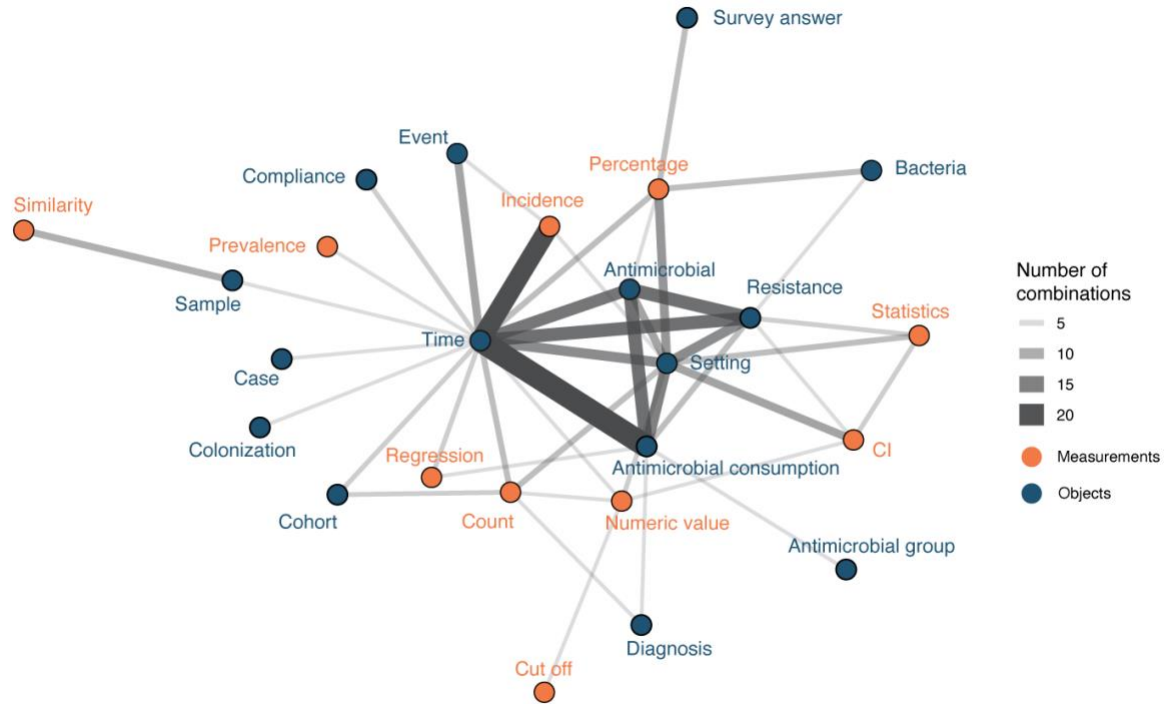 Survey answer
Event
Compliance
Percentage
Bacteria
Similarity
Incidence
Prevalence
Antimicrobial
Sample
Resistance
Statistics
Time
Setting
Case
Colonization
Regression
Antimicrobial consumption
CI
Cohort
Count
Numeric value
Antimicrobial group
Diagnosis
Cut off
Number of
combinations
5
10
15
20
Measurements
Objects